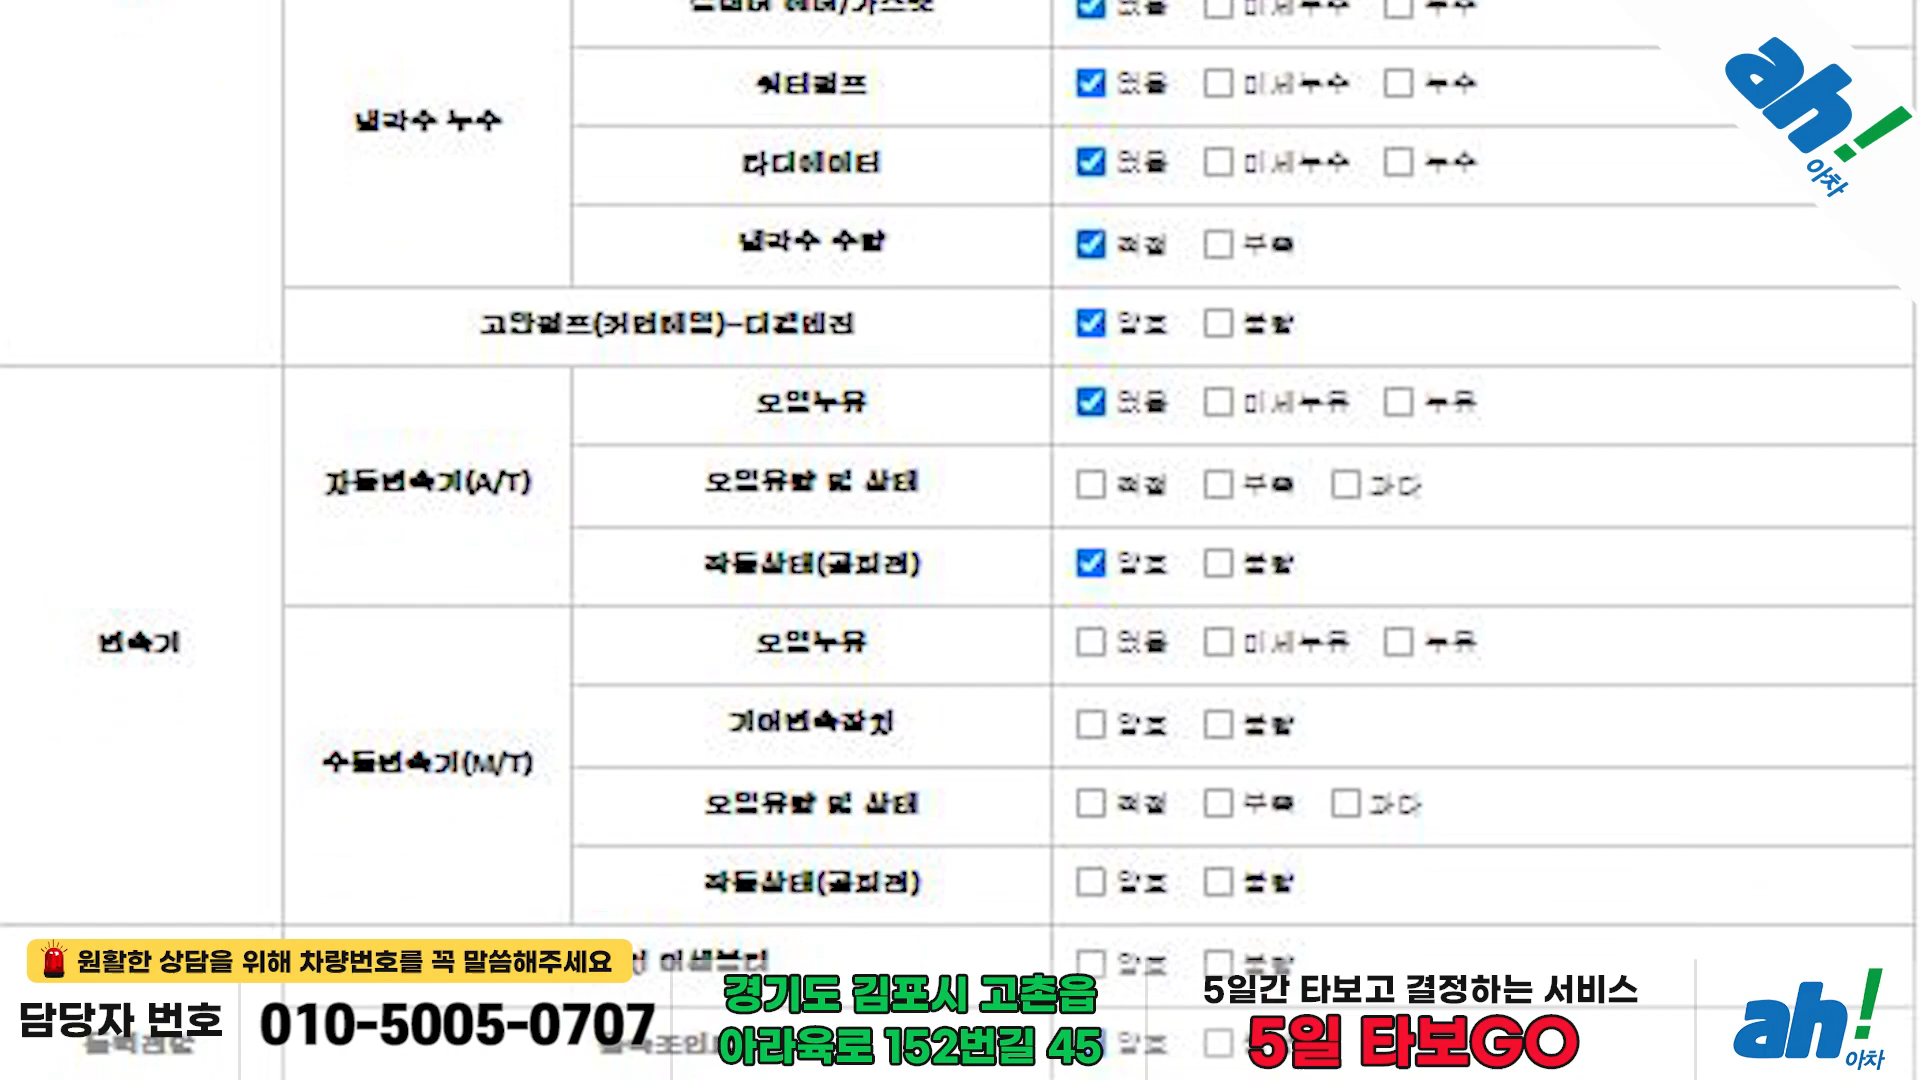 워터펌프
없음 미세누수 누수
냉각수 누수
라디에이터
없음 미세누수 누수
냉각수 수량
적정 부족
고압펌프(커먼레일)-디젤엔진
양호 불량
오일누유
없음 미세누유 누유
자동변속기(A/T)
오일유량 및 상태
적정 부족 과다
작동상태(공회전)
양호 불량
변속기
오일누유
없음 미세누유 누유
기어변속장치
양호 불량
수동변속기(M/T)
오일유량 및 상태
적정 부족 과다
작동상태(공회전)
양호 불량
ah!
아차
원활한 상담을 위해 차량번호를 꼭 말씀해주세요
담당자 번호
010-5005-0707
경기도 김포시 고촌읍
아라육로 152번길 45
5일간 타보고 결정하는 서비스
5일 타보GO
ah!
아차